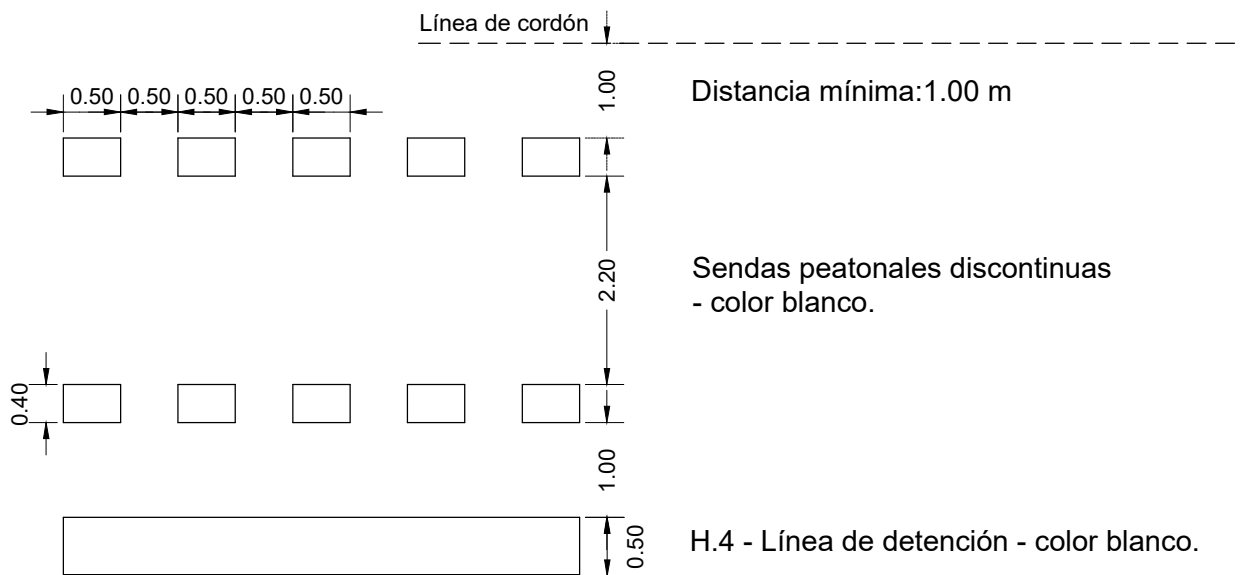 Línea de cordón
0.50 0.50 0.50 0.50 0.50
1.00
Distancia mínima:1.00 m
2.20
Sendas peatonales discontinuas
- color blanco.
0.40
1.00
0.50
H.4 - Línea de detención - color blanco.